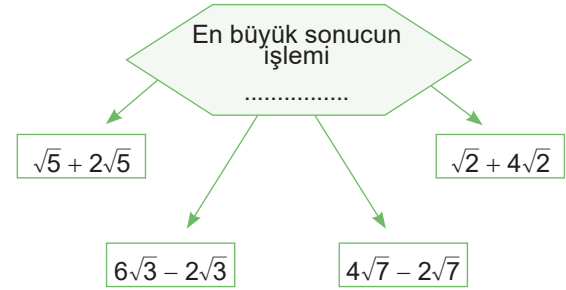 En büyük sonucun
işlemi
................
√5 + 2√5
√2 + 4√2
6√3 − 2√3
4√7 − 2√7